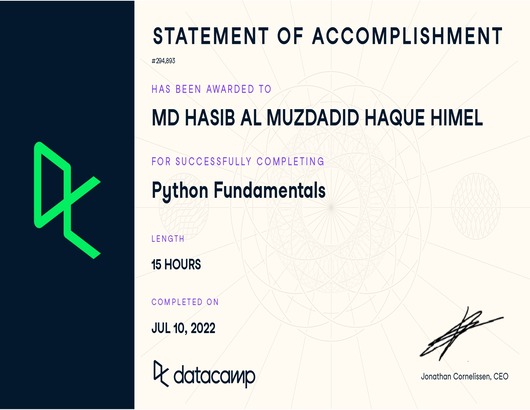 STATEMENT OF ACCOMPLISHMENT
#294,893
HAS BEEN AWARDED TO
MD HASIB AL MUZDADID HAQUE HIMEL
FOR SUCCESSFULLY COMPLETING
Python Fundamentals
LENGTH
15 HOURS
COMPLETED ON
JUL 10, 2022
datacamp
Jonathan Cornelissen, CEO